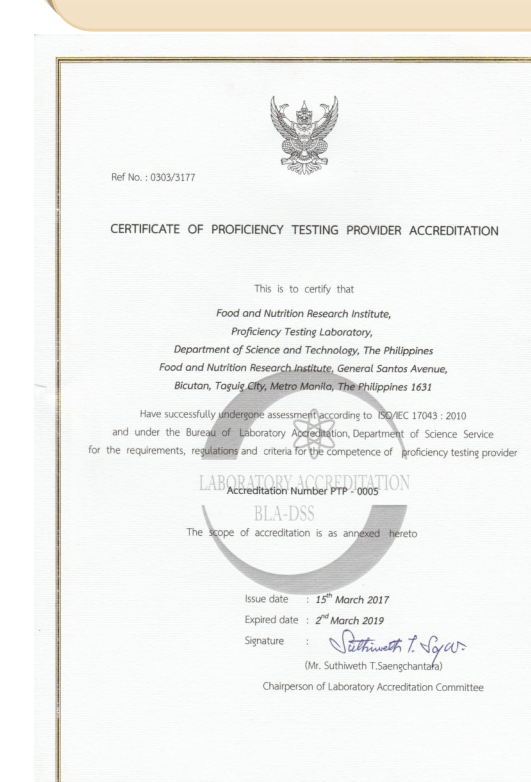 Ref No. : 0303/3177
CERTIFICATE OF PROFICIENCY TESTING PROVIDER ACCREDITATION
This is to certify that
Food and Nutrition Research Institute,
Proficiency Testing Laboratory,
Department of Science and Technology, The Philippines
Food and Nutrition Research Institute, General Santos Avenue,
Bicutan, Taguig City, Metro Manila, The Philippines 1631
Have successfully undergone assessment according to ISO/IEC 17043 : 2010
and under the Bureau of Laboratory Accreditation, Department of Science Service
for the requirements, regulations and criteria for the competence of proficiency testing provider
LABORATORY ACCREDITATION
Accreditation Number PTP - 0005
BLA-DSS
The scope of accreditation is as annexed hereto
Issue date : 15th March 2017
Expired date : 2nd March 2019
Signature :
(Mr. Suthiweth T.Saengchantara)
Chairperson of Laboratory Accreditation Committee